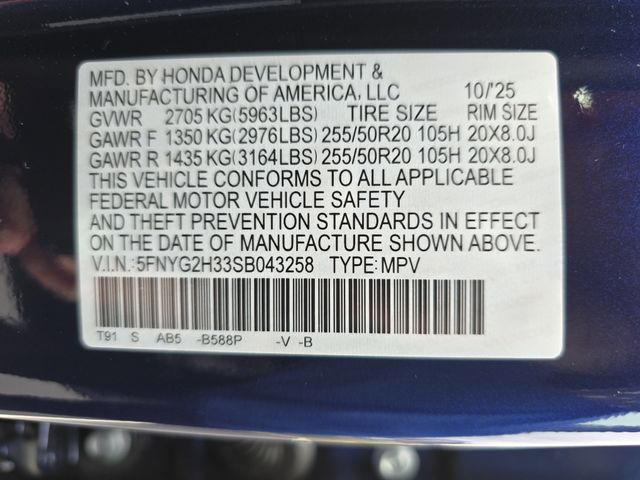 MFD. BY HONDA DEVELOPMENT &
MANUFACTURING OF AMERICA, LLC 10/'25
GVWR 2705 KG(5963LBS) TIRE SIZE RIM SIZE
GAWR F 1350 KG(2976LBS) 255/50R20 105H 20X8.0J
GAWR R 1435 KG(3164LBS) 255/50R20 105H 20X8.0J
THIS VEHICLE CONFORMS TO ALL APPLICABLE
FEDERAL MOTOR VEHICLE SAFETY
AND THEFT PREVENTION STANDARDS IN EFFECT
ON THE DATE OF MANUFACTURE SHOWN ABOVE.
V.I.N.:5FNYG2H33SB043258 TYPE:MPV
T91 S AB5 -B588P -V -B